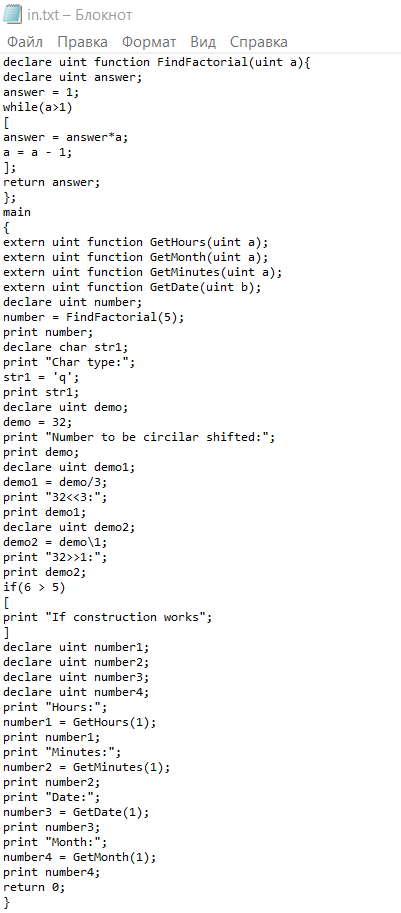 in.txt – Блокнот
Файл Правка Формат Вид Справка
declare uint function FindFactorial(uint a){
declare uint answer;
answer = 1;
while(a>1)
[
answer = answer*a;
a = a - 1;
];
return answer;
};
main
{
extern uint function GetHours(uint a);
extern uint function GetMonth(uint a);
extern uint function GetMinutes(uint a);
extern uint function GetDate(uint b);
declare uint number;
number = FindFactorial(5);
print number;
declare char str1;
print "Char type:";
str1 = 'q';
print str1;
declare uint demo;
demo = 32;
print "Number to be circilar shifted:";
print demo;
declare uint demo1;
demo1 = demo/3;
print "32<<3:";
print demo1;
declare uint demo2;
demo2 = demo\1;
print "32>>1:";
print demo2;
if(6 > 5)
[
print "If construction works";
]
declare uint number1;
declare uint number2;
declare uint number3;
declare uint number4;
print "Hours:";
number1 = GetHours(1);
print number1;
print "Minutes:";
number2 = GetMinutes(1);
print number2;
print "Date:";
number3 = GetDate(1);
print number3;
print "Month:";
number4 = GetMonth(1);
print number4;
return 0;
}